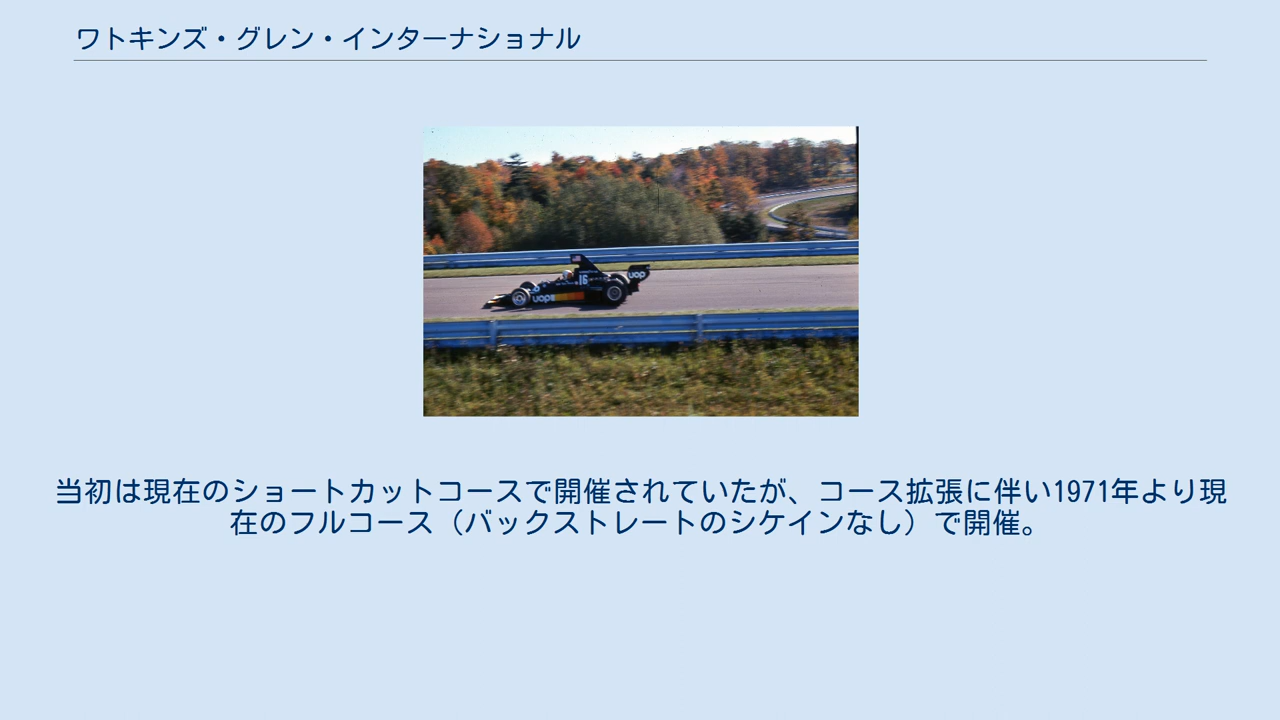 ワトキンズ・グレン・インターナショナル
uop
16
uop
当初は現在のショートカットコースで開催されていたが、コース拡張に伴い1971年より現
在のフルコース（バックストレートのシケインなし）で開催。